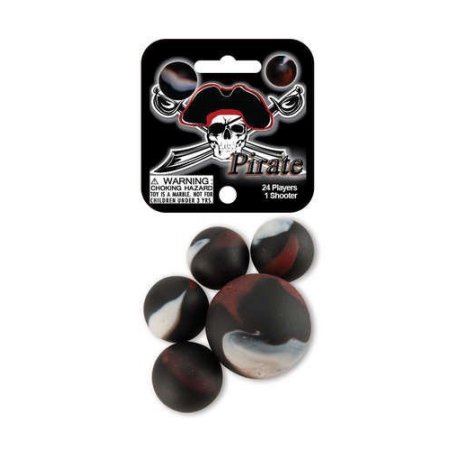 Pirate
24 Players
1 Shooter
WARNING:
CHOKING HAZARD
TOY IS A MARBLE. NOT FOR
CHILDREN UNDER 3 YRS.